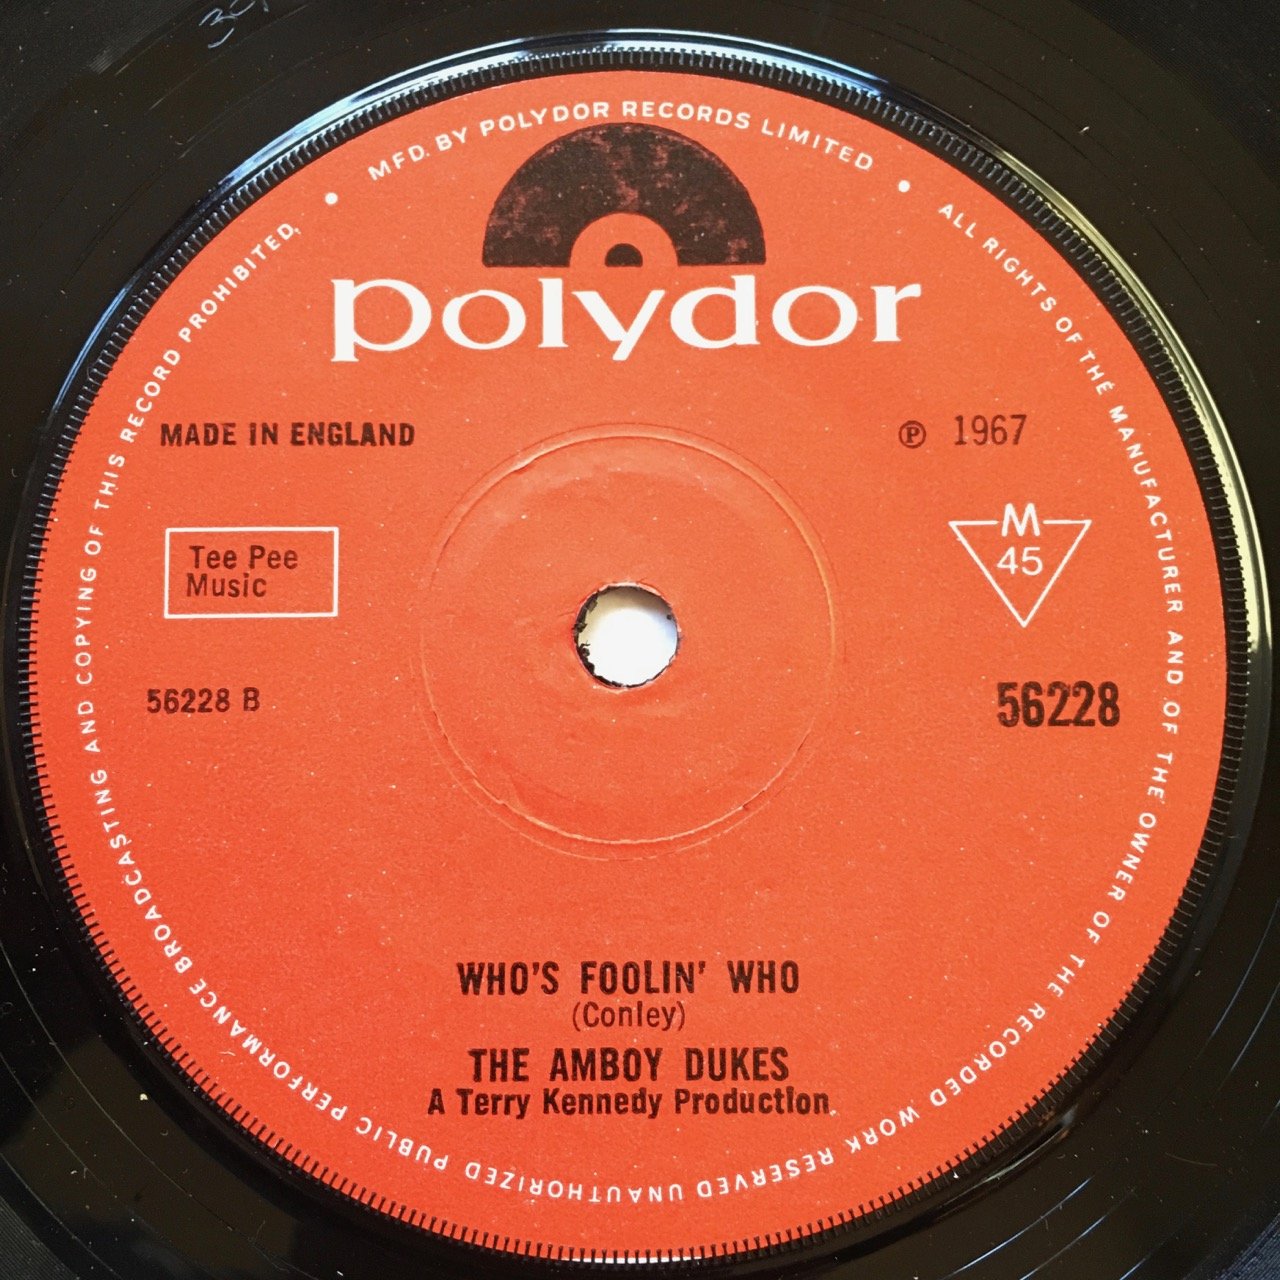 MFD. BY POLYDOR RECORDS LIMITED • ALL RIGHTS OF THE MANUFACTURER AND OF THE OWNER OF THE RECORDED WORK RESERVED UNAUTHORIZED PUBLIC PERFORMANCE BROADCASTING AND COPYING OF THIS RECORD PROHIBITED, •
polydor
MADE IN ENGLAND
℗ 1967
Tee Pee
Music
M
45
56228 B
56228
WHO'S FOOLIN' WHO
(Conley)
THE AMBOY DUKES
A Terry Kennedy Production